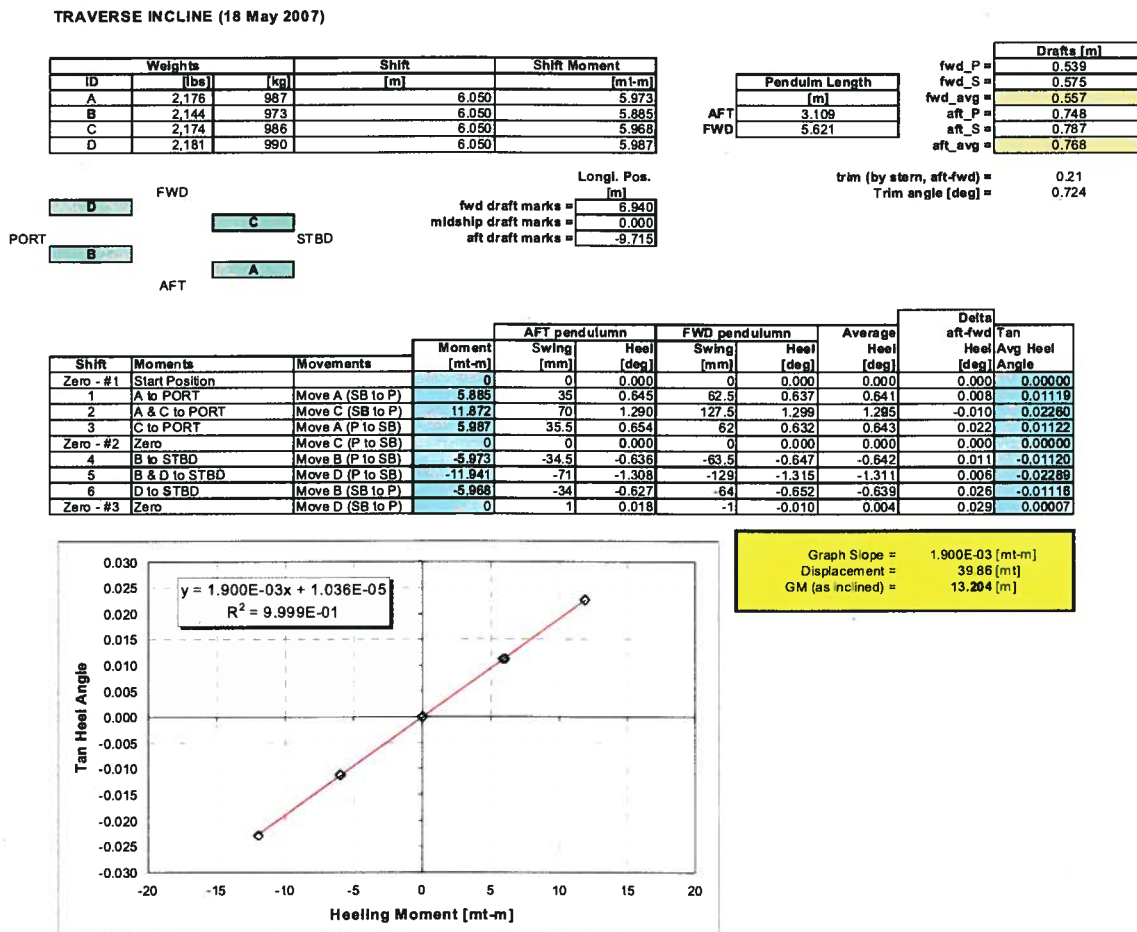 TRAVERSE INCLINE (18 May 2007)
Weights Shift Shift Moment
ID [lbs] [kg] [m] [mt-m]
A 2,176 987 6.050 5.973
B 2,144 973 6.050 5.885
C 2,174 986 6.050 5.968
D 2,181 990 6.050 5.987
Pendulm Length
[m]
AFT 3.109
FWD 5.621
Drafts [m]
fwd_P = 0.539
fwd_S = 0.575
fwd_avg = 0.557
aft_P = 0.748
aft_S = 0.787
aft_avg = 0.768
trim (by stern, aft-fwd) = 0.21
Trim angle [deg] = 0.724
FWD
D
C
PORT
STBD
B
A
AFT
Longl. Pos.
[m]
fwd draft marks = 6.940
midship draft marks = 0.000
aft draft marks = -9.715
Delta
AFT pendulumn FWD pendulumn Average aft-fwd Tan
Moment Swing Heel Swing Heel Heel Heel Avg Heel
Shift Moments Movements [mt-m] [mm] [deg] [mm] [deg] [deg] [deg] Angle
Zero - #1 Start Position 0 0 0.000 0 0.000 0.000 0.000 0.00000
1 A to PORT Move A (SB to P) 5.885 35 0.645 62.5 0.637 0.641 0.008 0.01119
2 A & C to PORT Move C (SB to P) 11.872 70 1.290 127.5 1.299 1.295 -0.010 0.02260
3 C to PORT Move A (P to SB) 5.987 35.5 0.654 62 0.632 0.643 0.022 0.01122
Zero - #2 Zero Move C (P to SB) 0 0 0.000 0 0.000 0.000 0.000 0.00000
4 B to STBD Move B (P to SB) -5.973 -34.5 -0.636 -63.5 -0.647 -0.642 0.011 -0.01120
5 B & D to STBD Move D (P to SB) -11.941 -71 -1.308 -129 -1.315 -1.311 0.006 -0.02289
6 D to STBD Move B (SB to P) -5.968 -34 -0.627 -64 -0.652 -0.639 0.026 -0.01116
Zero - #3 Zero Move D (SB to P) 0 1 0.018 -1 -0.010 0.004 0.029 0.00007
Graph Slope = 1.900E-03 [mt-m]
Displacement = 39.86 [mt]
GM (as inclined) = 13.204 [m]
y = 1.900E-03x + 1.036E-05
R² = 9.999E-01
0.030
0.025
0.020
0.015
0.010
0.005
0.000
-0.005
-0.010
-0.015
-0.020
-0.025
-0.030
Tan Heel Angle
-20 -15 -10 -5 0 5 10 15 20
Heeling Moment [mt-m]